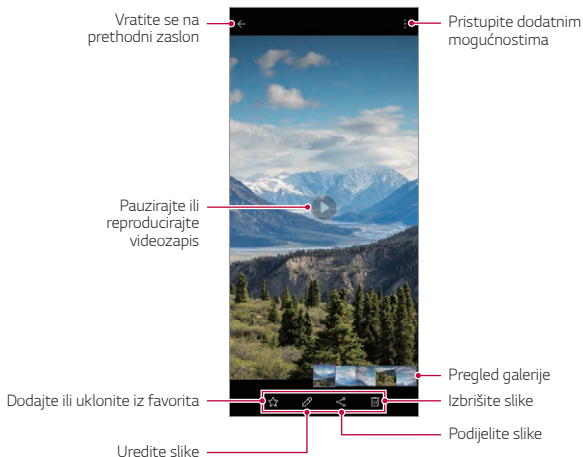 Vratite se na
prethodni zaslon
Pristupite dodatnim
mogućnostima
Pauzirajte ili
reproducirajte
videozapis
Pregled galerije
Dodajte ili uklonite iz favorita
Izbrišite slike
Podijelite slike
Uredite slike